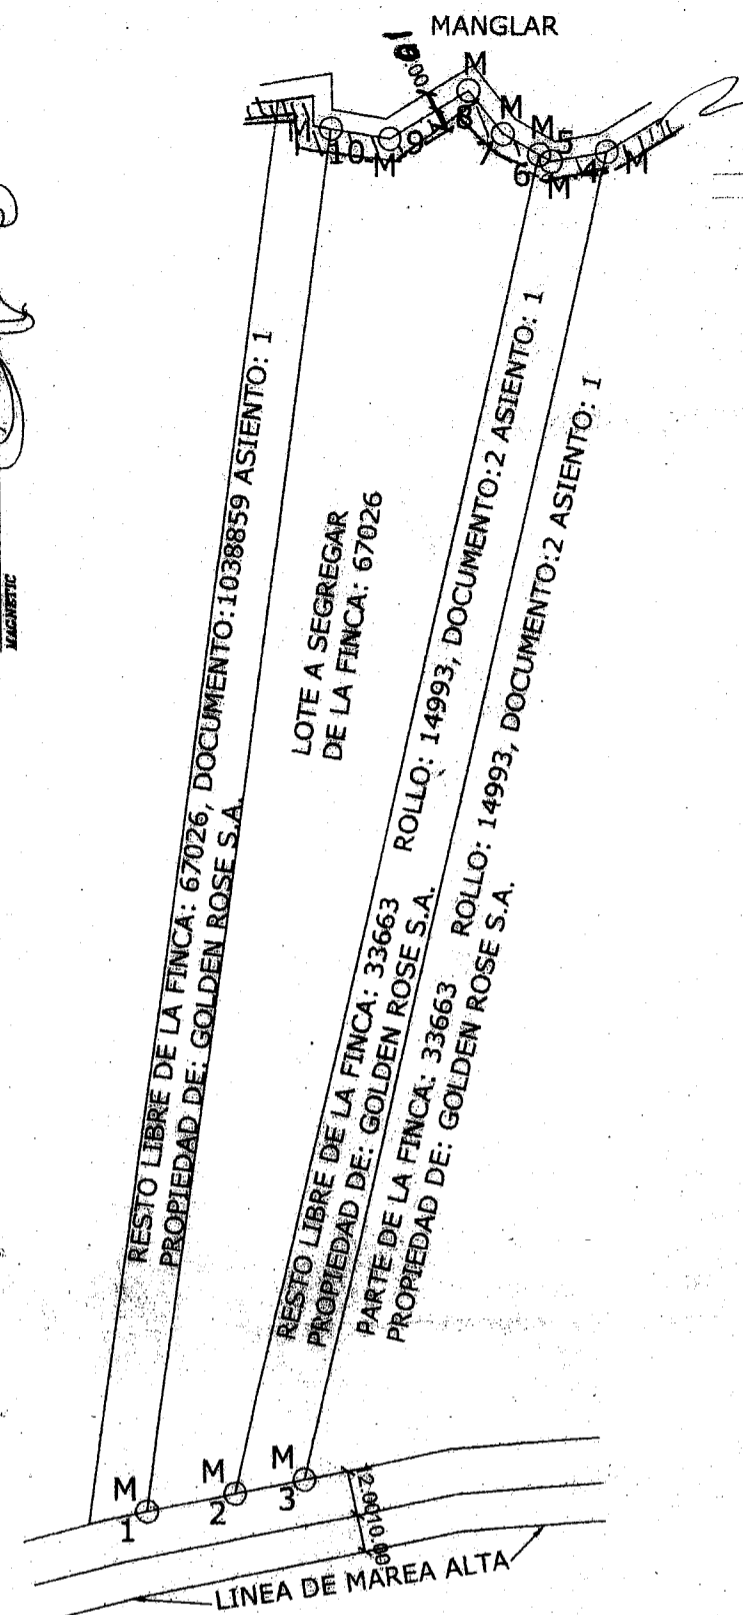 MANGLAR
M
M
M
5
M
10
9
8
7
6
4
M
M
M
MAGNETIC
RESTO LIBRE DE LA FINCA: 67026, DOCUMENTO:1038859 ASIENTO: 1
PROPIEDAD DE: GOLDEN ROSE S.A.
LOTE A SEGREGAR
DE LA FINCA: 67026
RESTO LIBRE DE LA FINCA: 33663 ROLLO: 14993, DOCUMENTO:2 ASIENTO: 1
PROPIEDAD DE: GOLDEN ROSE S.A.
PARTE DE LA FINCA: 33663 ROLLO: 14993, DOCUMENTO:2 ASIENTO: 1
PROPIEDAD DE: GOLDEN ROSE S.A.
M
M
M
1
2
3
10.00
LINEA DE MAREA ALTA